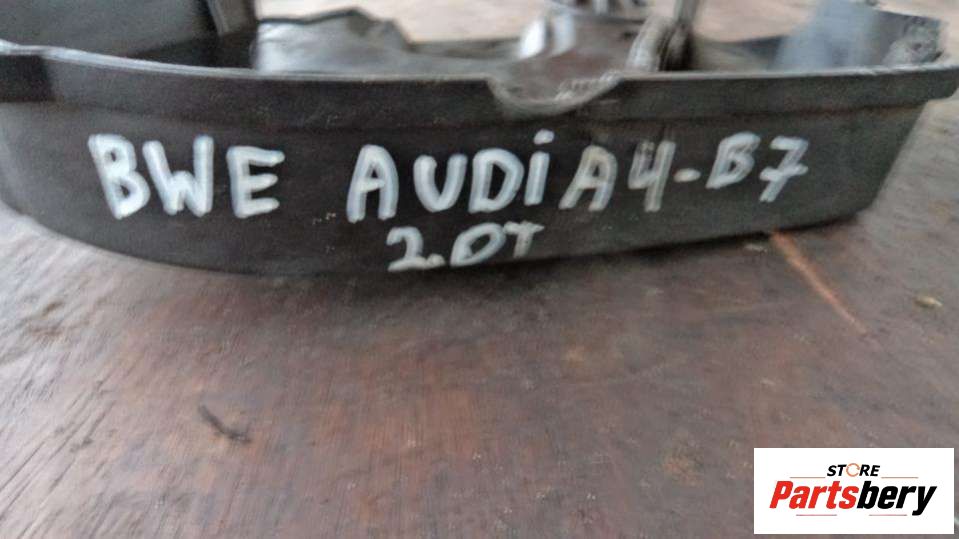 BWE AUDi A4-B7
2.0T
STORE
Partsbery